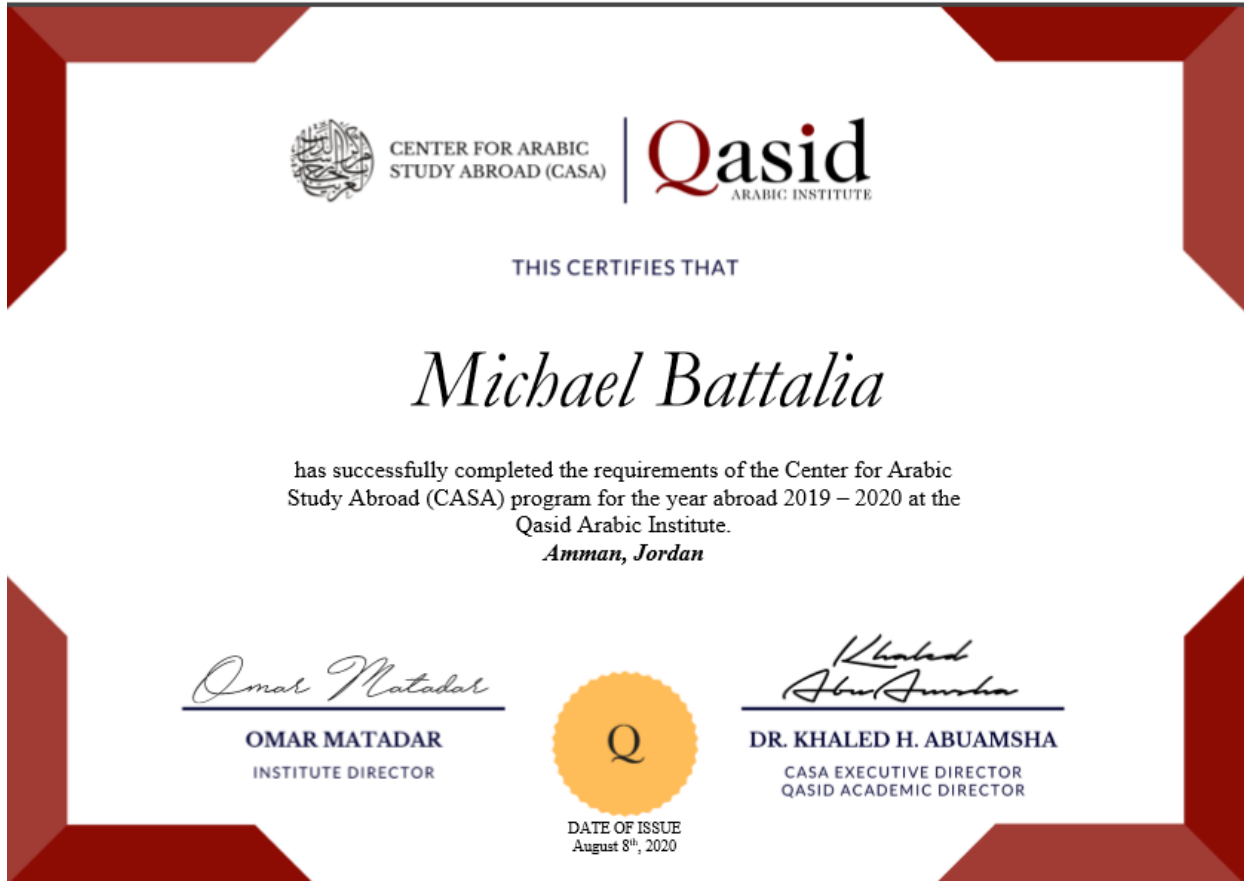 CENTER FOR ARABIC
STUDY ABROAD (CASA)
Qasid
ARABIC INSTITUTE
THIS CERTIFIES THAT
Michael Battalia
has successfully completed the requirements of the Center for Arabic
Study Abroad (CASA) program for the year abroad 2019 – 2020 at the
Qasid Arabic Institute.
Amman, Jordan
Omar Matadar
OMAR MATADAR
INSTITUTE DIRECTOR
Q
Khaled
AbuAmsha
DR. KHALED H. ABUAMSHA
CASA EXECUTIVE DIRECTOR
QASID ACADEMIC DIRECTOR
DATE OF ISSUE
August 8th, 2020